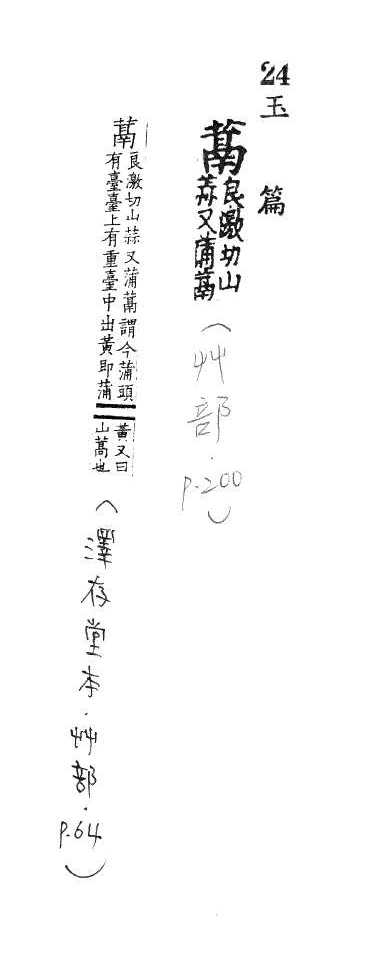 24
玉篇
蒚良激切山
蒜又蒲蒚
(艸部.p.200)
蒚良激切山蒜又蒲蒚謂今蒲頭
有臺臺上有重臺中出黃即蒲
黃又曰
山蒚也
(澤存堂本.艸部.p.64)